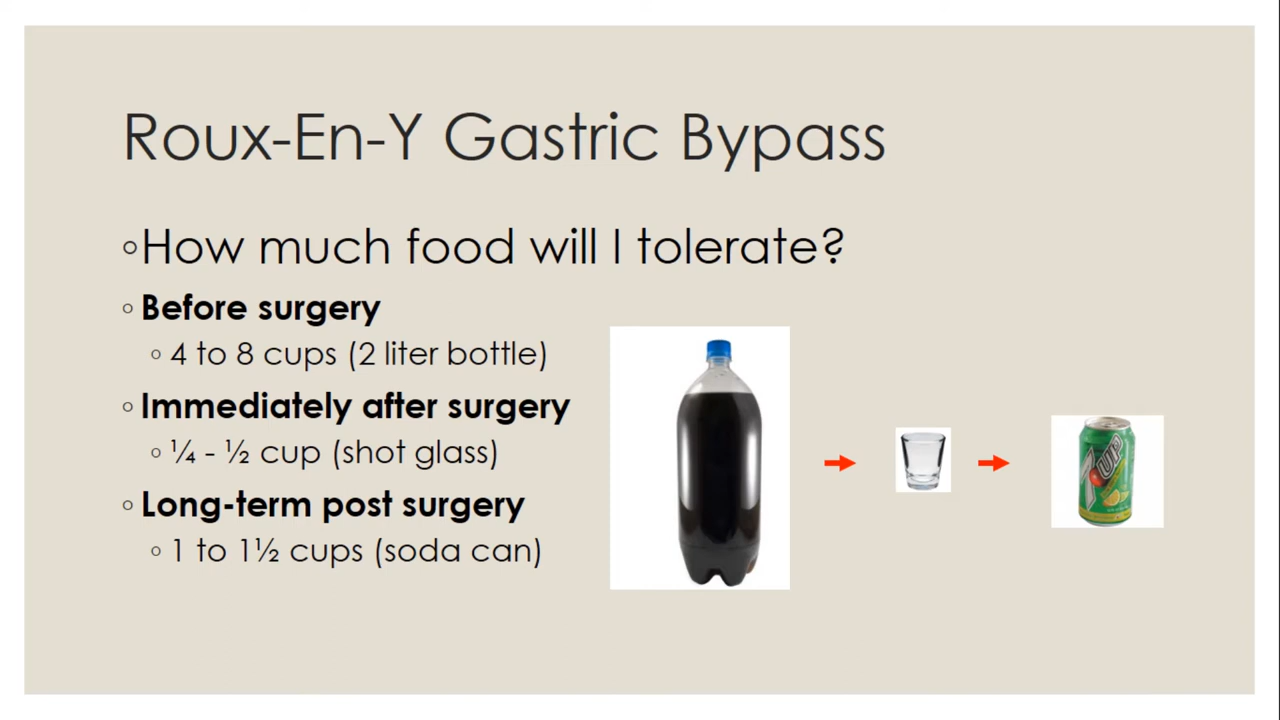 Roux-En-Y Gastric Bypass
◦How much food will I tolerate?
◦ Before surgery
◦ 4 to 8 cups (2 liter bottle)
◦ Immediately after surgery
◦ ¼ - ½ cup (shot glass)
◦ Long-term post surgery
◦ 1 to 1½ cups (soda can)
7UP